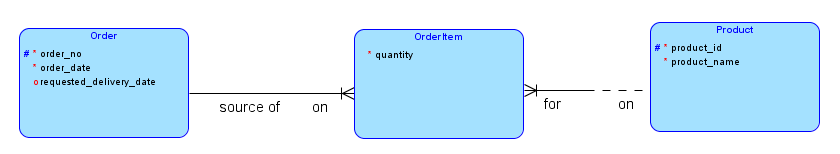 Order
# * order_no
* order_date
o requested_delivery_date
source of
on
OrderItem
* quantity
for
on
Product
# * product_id
* product_name